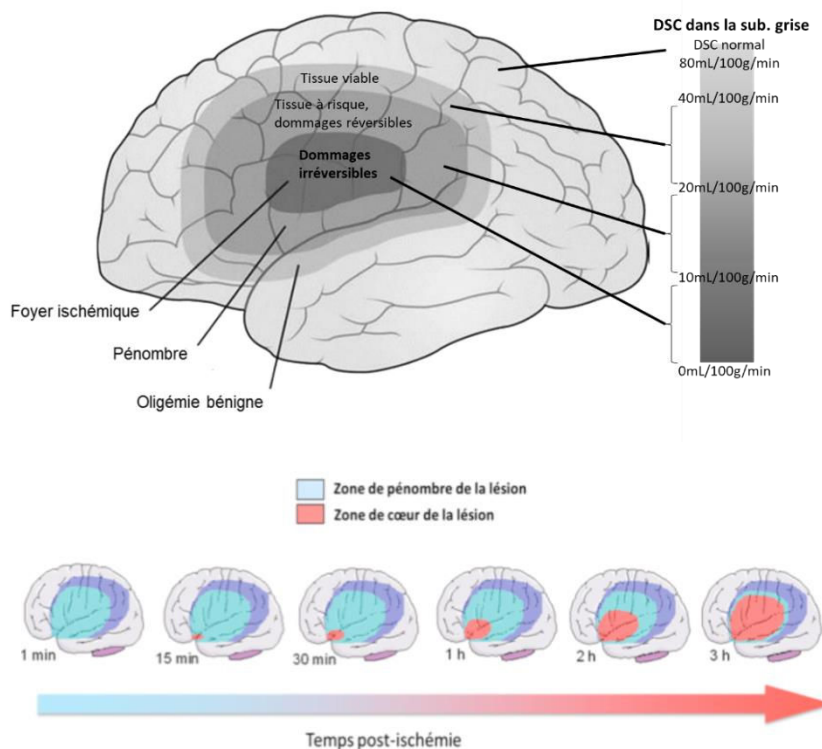 DSC dans la sub. grise
DSC normal
80mL/100g/min
40mL/100g/min
20mL/100g/min
10mL/100g/min
0mL/100g/min
Tissue viable
Tissue à risque,
dommages réversibles
Dommages
irréversibles
Foyer ischémique
Pénombre
Oligémie bénigne
Zone de pénombre de la lésion
Zone de cœur de la lésion
1 min
15 min
30 min
1 h
2 h
3 h
Temps post-ischémie